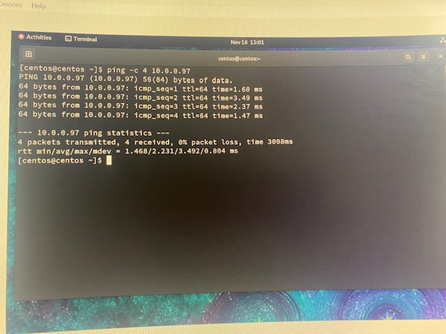 Devices Help
Activities Terminal Nov 16 12:01
centos@centos:~
[centos@centos ~]$ ping -c 4 10.0.0.97
PING 10.0.0.97 (10.0.0.97) 56(84) bytes of data.
64 bytes from 10.0.0.97: icmp_seq=1 ttl=64 time=1.60 ms
64 bytes from 10.0.0.97: icmp_seq=2 ttl=64 time=3.49 ms
64 bytes from 10.0.0.97: icmp_seq=3 ttl=64 time=2.37 ms
64 bytes from 10.0.0.97: icmp_seq=4 ttl=64 time=1.47 ms
--- 10.0.0.97 ping statistics ---
4 packets transmitted, 4 received, 0% packet loss, time 3008ms
rtt min/avg/max/mdev = 1.468/2.231/3.492/0.804 ms
[centos@centos ~]$